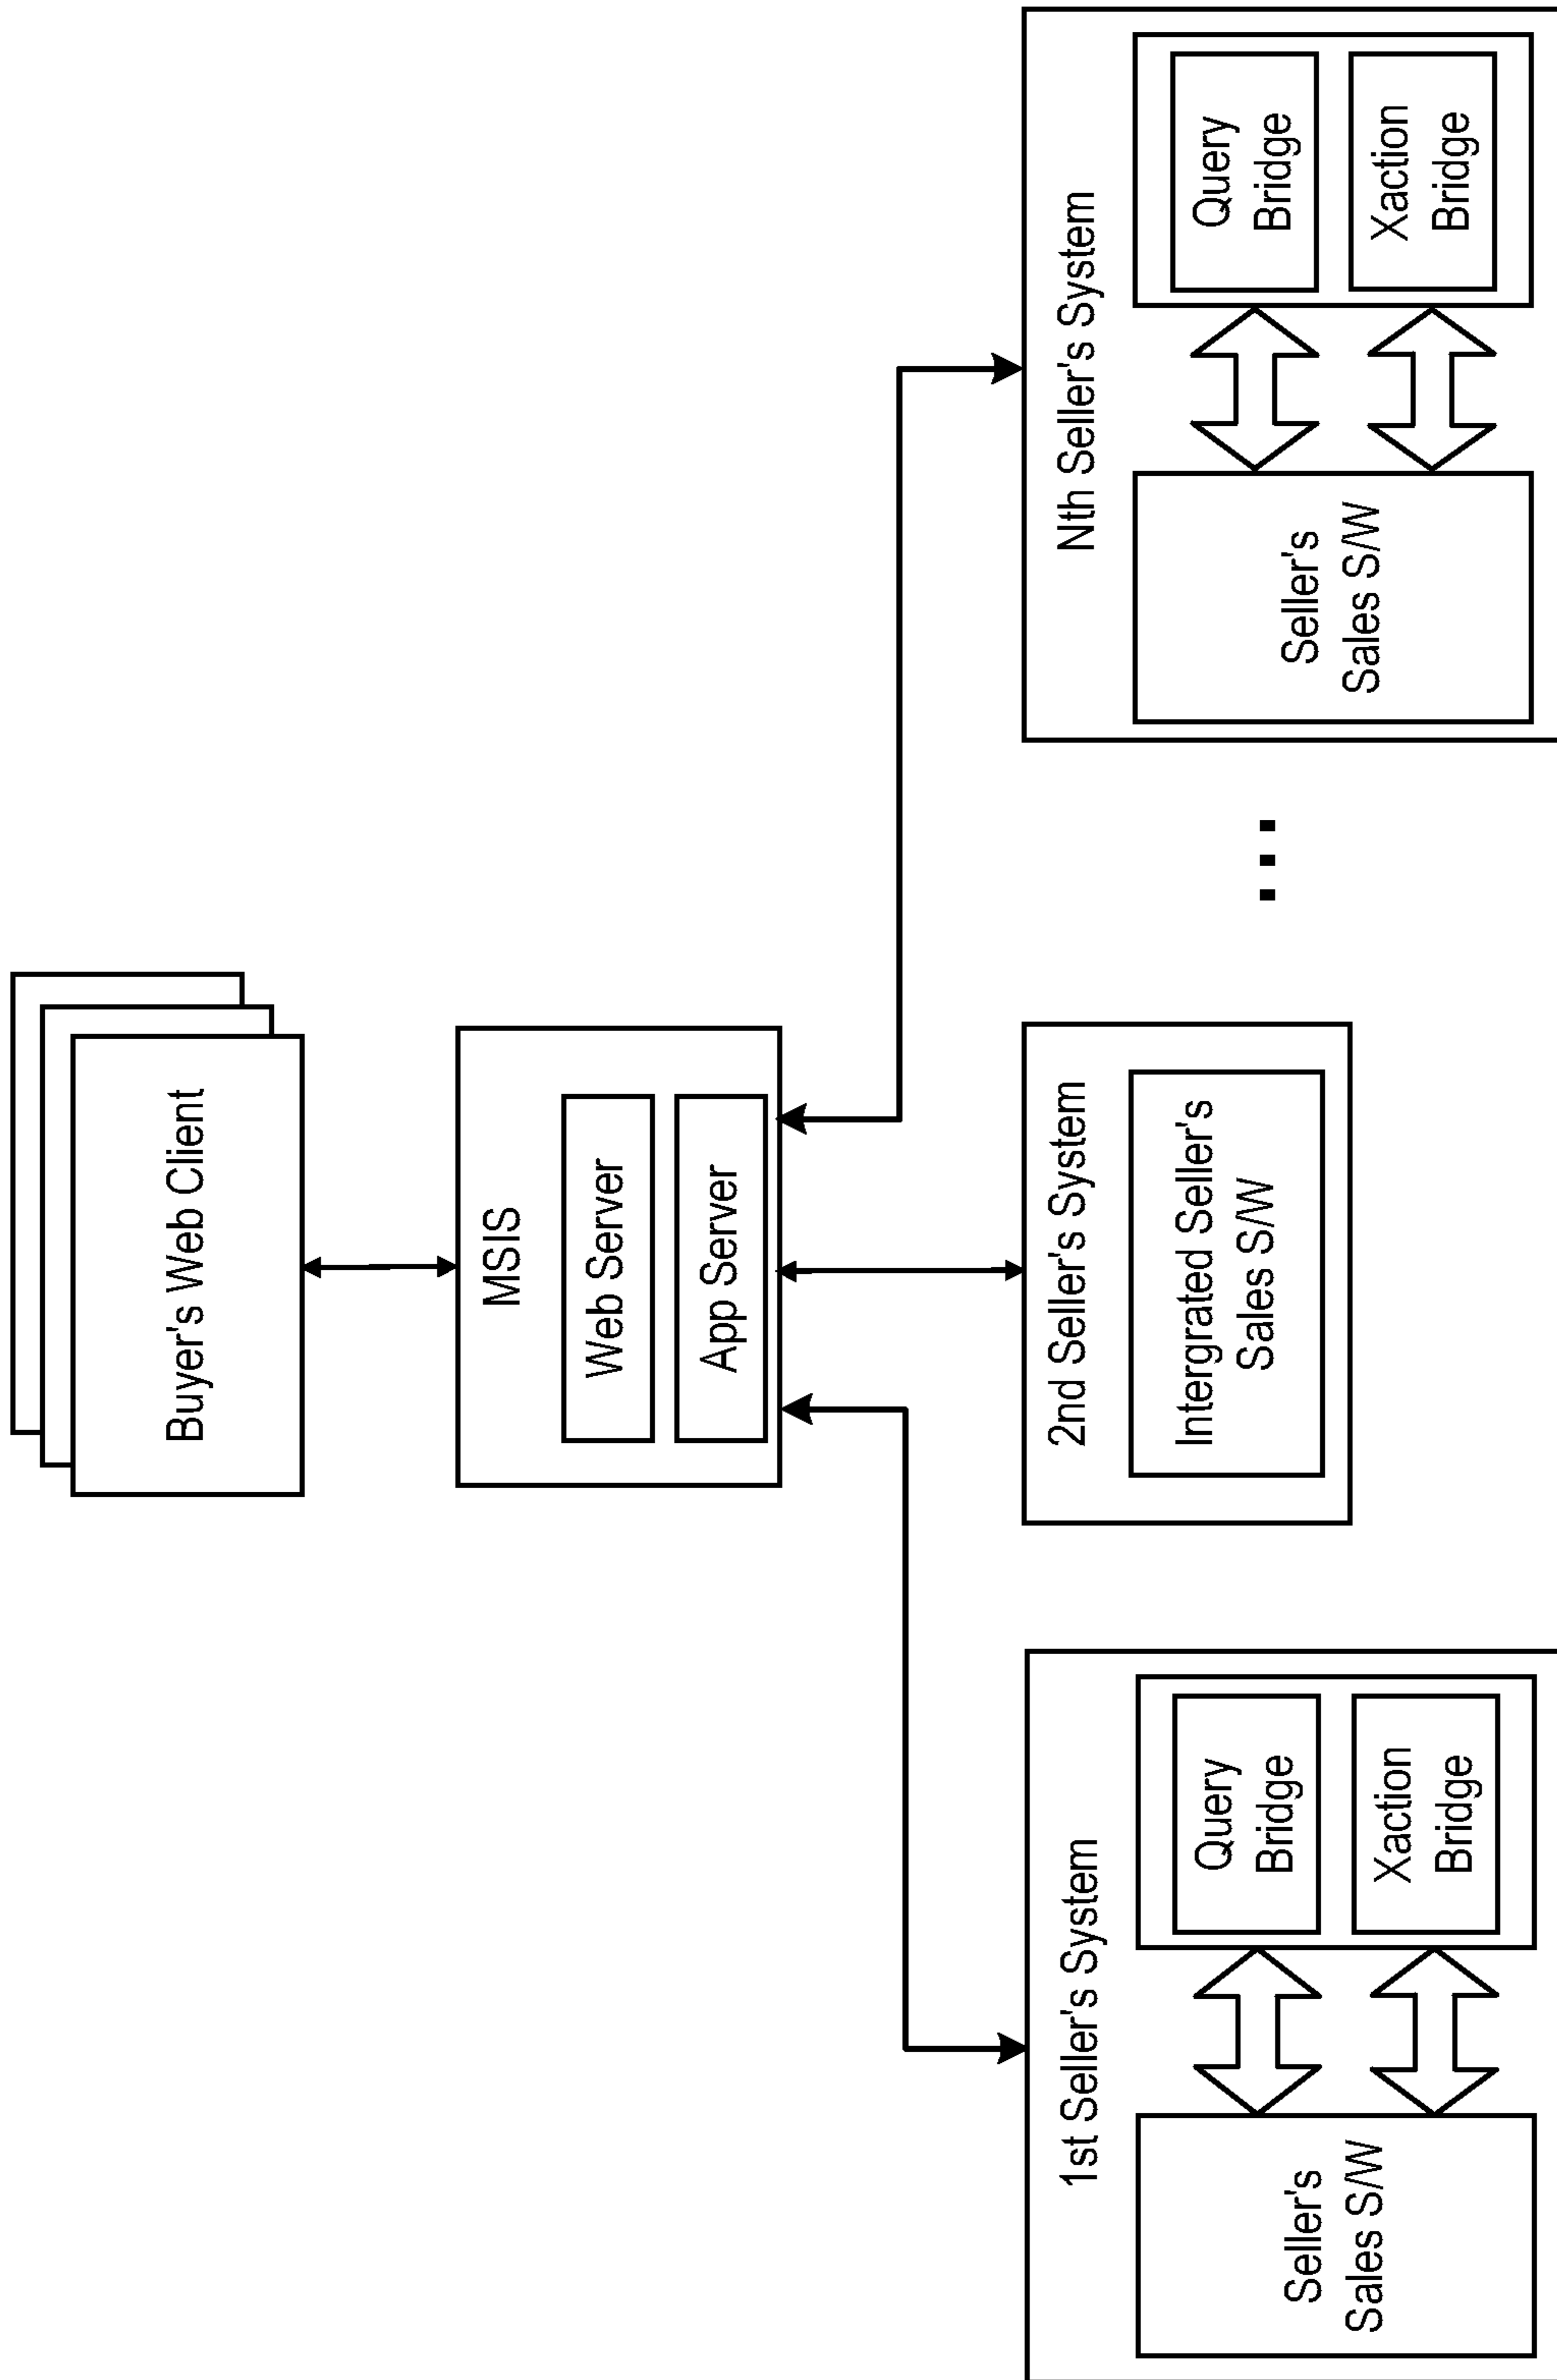 Buyer's Web Client
MSIS
Web Server
App Server
1st Seller's System
Seller's
Sales S/W
Query
Bridge
Xaction
Bridge
2nd Seller's System
Intergrated Seller's
Sales S/W
...
Nth Seller's System
Seller's
Sales S/W
Query
Bridge
Xaction
Bridge